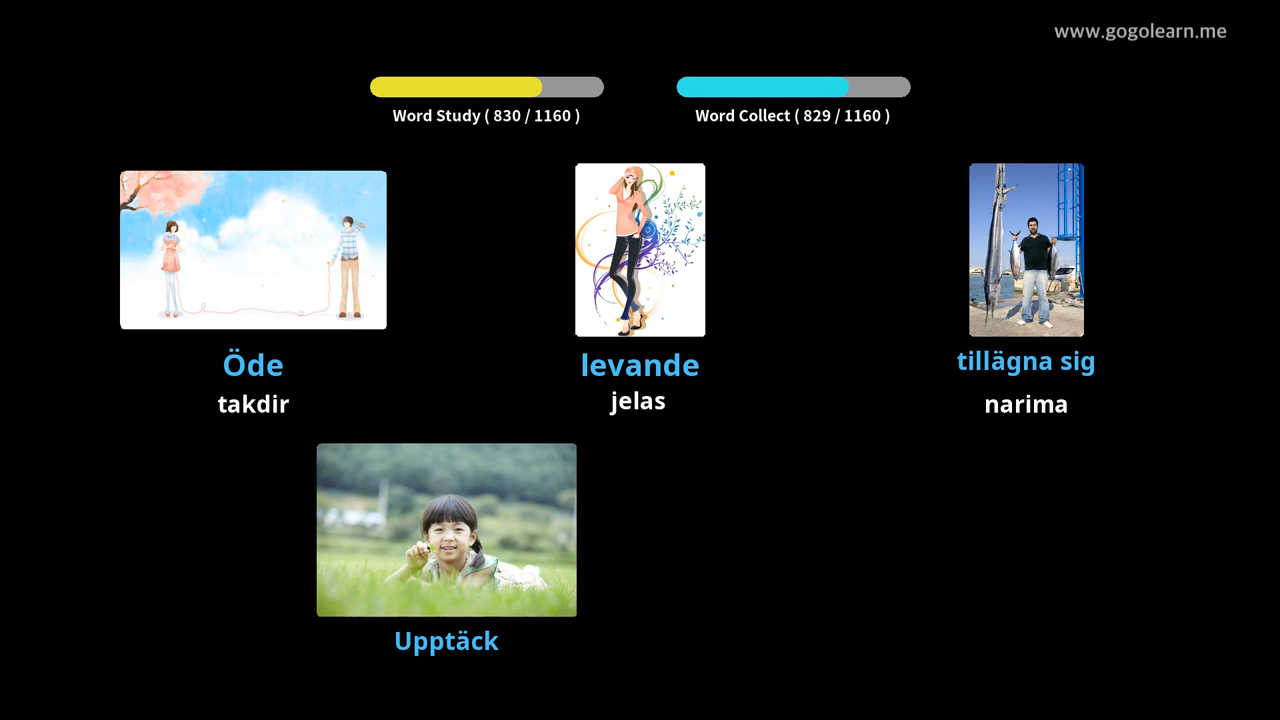 www.gogolearn.me
Word Study ( 830 / 1160 )
Word Collect ( 829 / 1160 )
Öde
takdir
levande
jelas
tillägna sig
narima
Upptäck